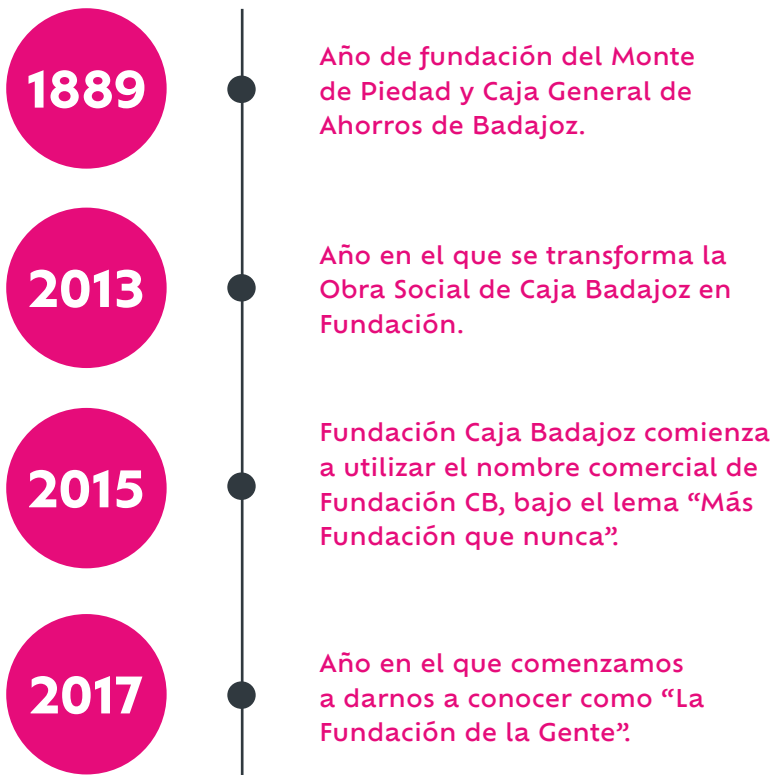 1889
Año de fundación del Monte
de Piedad y Caja General de
Ahorros de Badajoz.
2013
Año en el que se transforma la
Obra Social de Caja Badajoz en
Fundación.
2015
Fundación Caja Badajoz comienza
a utilizar el nombre comercial de
Fundación CB, bajo el lema “Más
Fundación que nunca”.
2017
Año en el que comenzamos
a darnos a conocer como “La
Fundación de la Gente”.